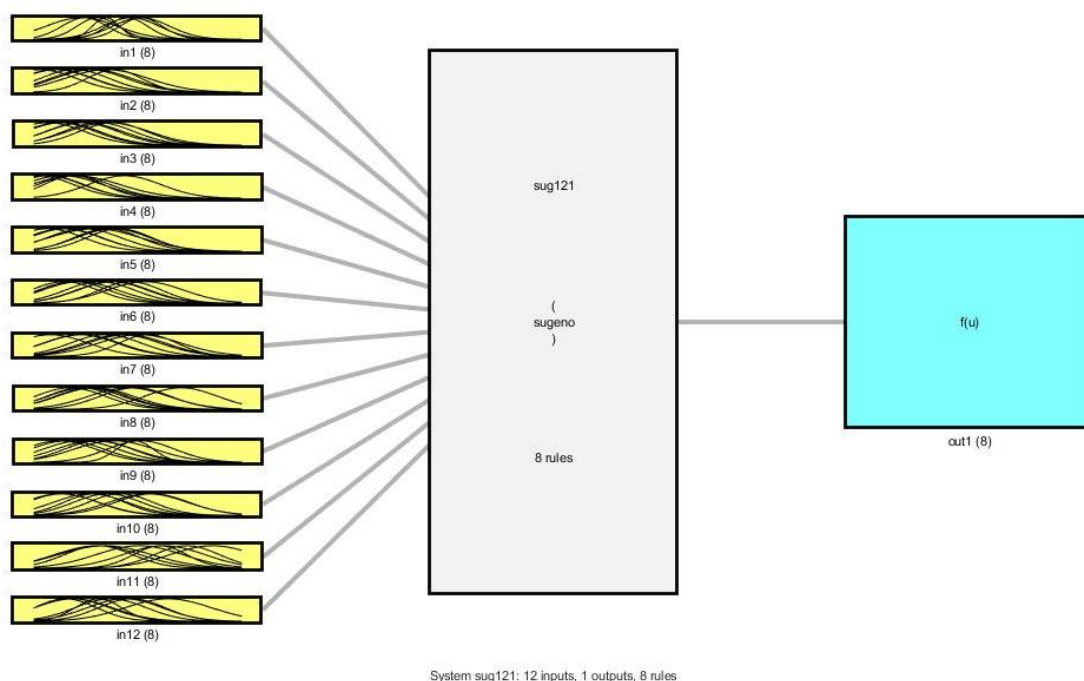 in1 (8)
in2 (8)
in3 (8)
in4 (8)
in5 (8)
in6 (8)
in7 (8)
in8 (8)
in9 (8)
in10 (8)
in11 (8)
in12 (8)
sug121
(
sugeno
)
8 rules
f(u)
out1 (8)
System sug121: 12 inputs, 1 outputs, 8 rules